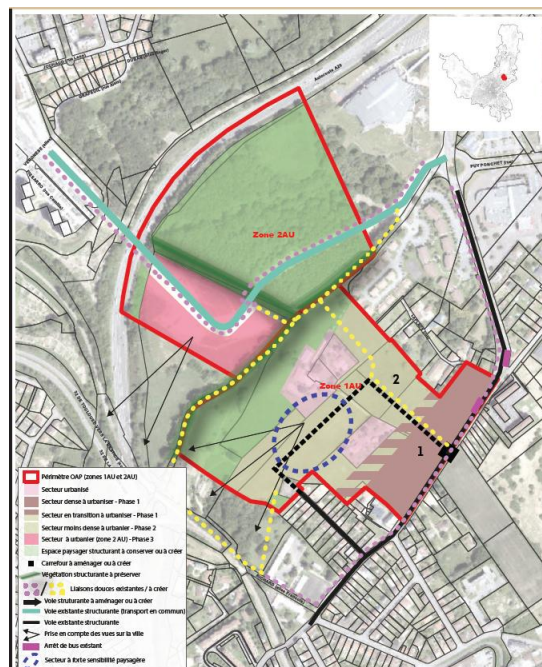 Autoroute A20
Zone 2AU
Zone 1AU
2
1
Périmètre OAP (zones 1AU et 2AU)
Secteur urbanisé
Secteur dense à urbaniser - Phase 1
Secteur en transition à urbaniser - Phase 1
Secteur moins dense à urbaniser - Phase 2
Secteur à urbanier (zone 2 AU) - Phase 3
Espace paysager structurant à conserver ou à créer
Carrefour à aménager ou à créer
Végétation structurante à préserver
/ Liaisons douces existantes / à créer
Voie struturante à aménager ou à créer
Voie existante structurante (transport en commun)
Voie existante structurante
Prise en compte des vues sur la ville
Arrêt de bus existant
Secteur à forte sensibilité paysagère